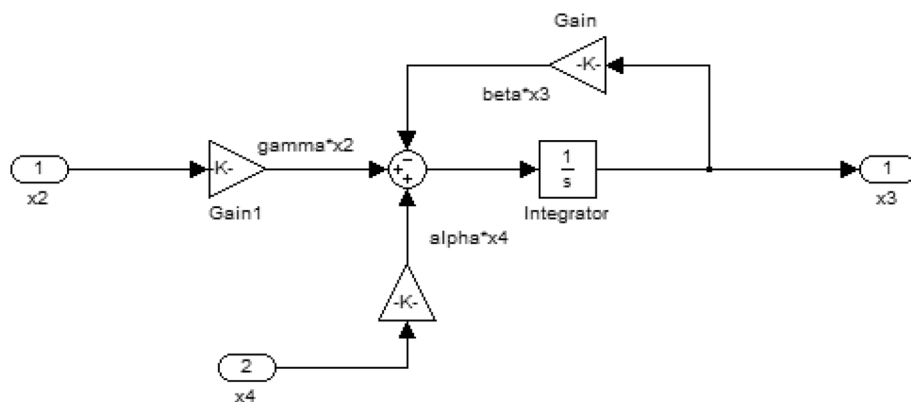 Gain
-K-
beta*x3
gamma*x2
1
x2
-K-
Gain1
−
+
+
1
s
Integrator
1
x3
alpha*x4
-K-
2
x4